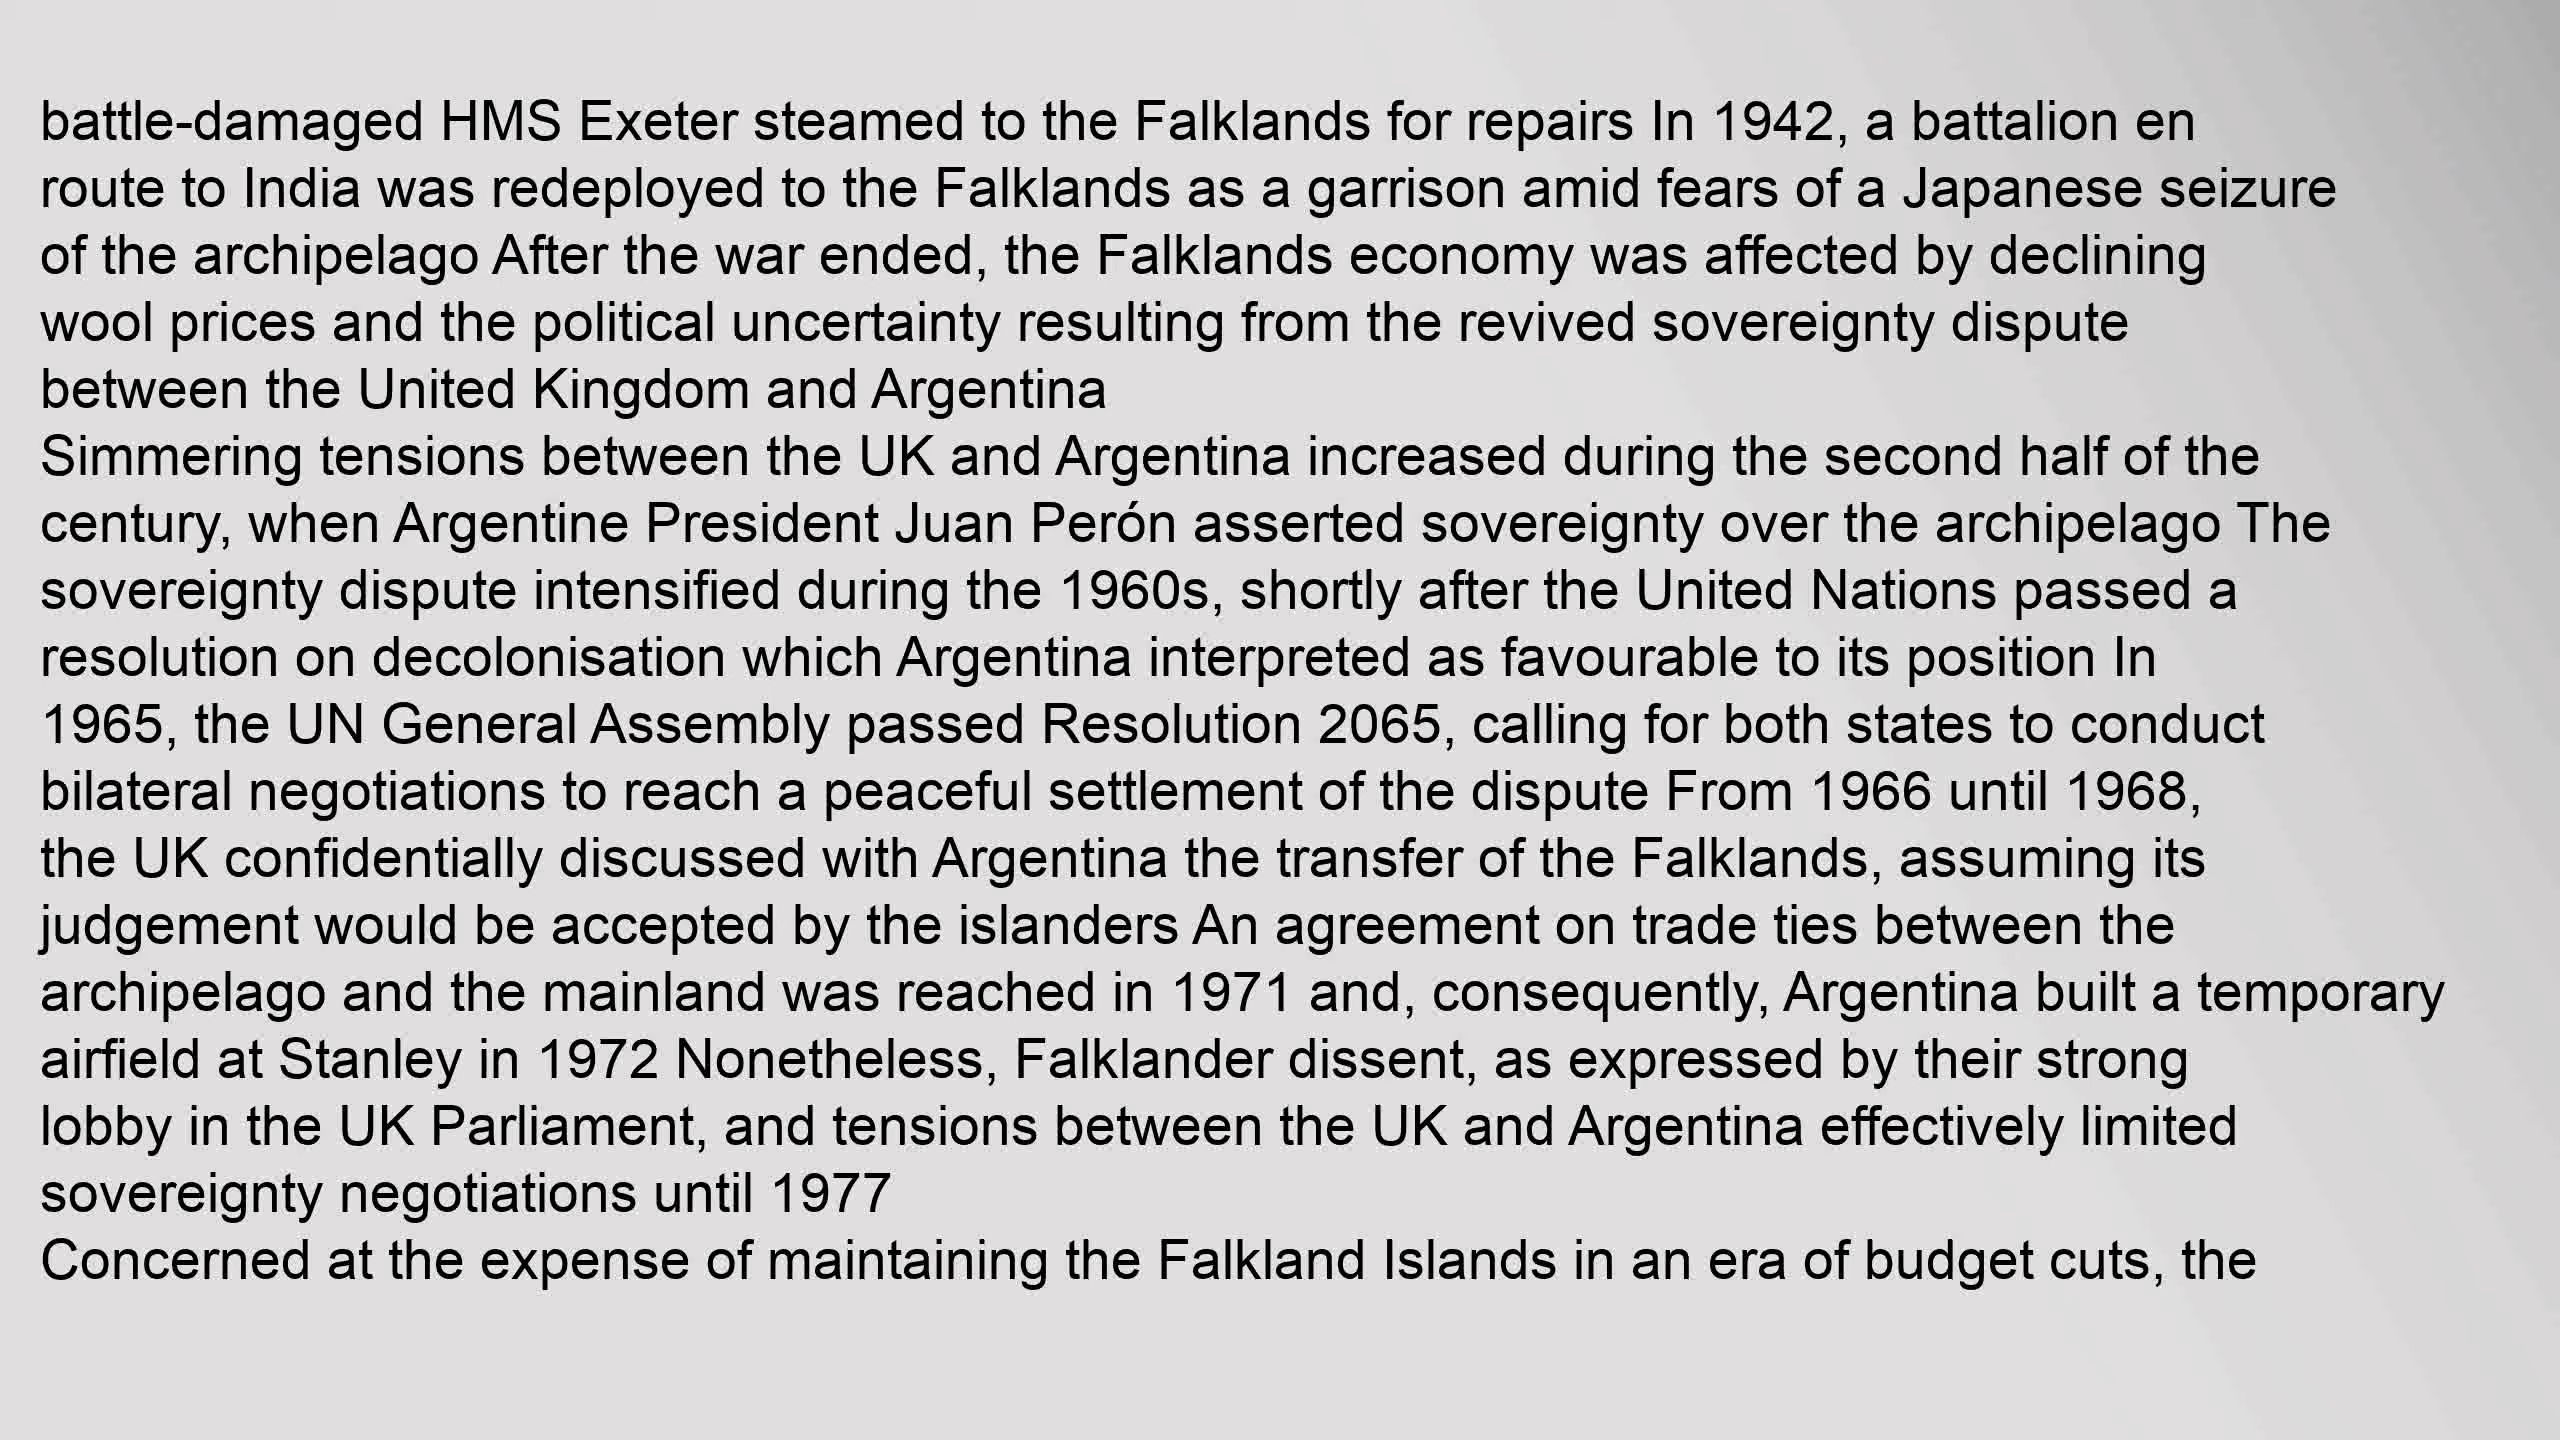 battle-damaged HMS Exeter steamed to the Falklands for repairs In 1942, a battalion en
route to India was redeployed to the Falklands as a garrison amid fears of a Japanese seizure
of the archipelago After the war ended, the Falklands economy was affected by declining
wool prices and the political uncertainty resulting from the revived sovereignty dispute
between the United Kingdom and Argentina
Simmering tensions between the UK and Argentina increased during the second half of the
century, when Argentine President Juan Perón asserted sovereignty over the archipelago The
sovereignty dispute intensified during the 1960s, shortly after the United Nations passed a
resolution on decolonisation which Argentina interpreted as favourable to its position In
1965, the UN General Assembly passed Resolution 2065, calling for both states to conduct
bilateral negotiations to reach a peaceful settlement of the dispute From 1966 until 1968,
the UK confidentially discussed with Argentina the transfer of the Falklands, assuming its
judgement would be accepted by the islanders An agreement on trade ties between the
archipelago and the mainland was reached in 1971 and, consequently, Argentina built a temporary
airfield at Stanley in 1972 Nonetheless, Falklander dissent, as expressed by their strong
lobby in the UK Parliament, and tensions between the UK and Argentina effectively limited
sovereignty negotiations until 1977
Concerned at the expense of maintaining the Falkland Islands in an era of budget cuts, the